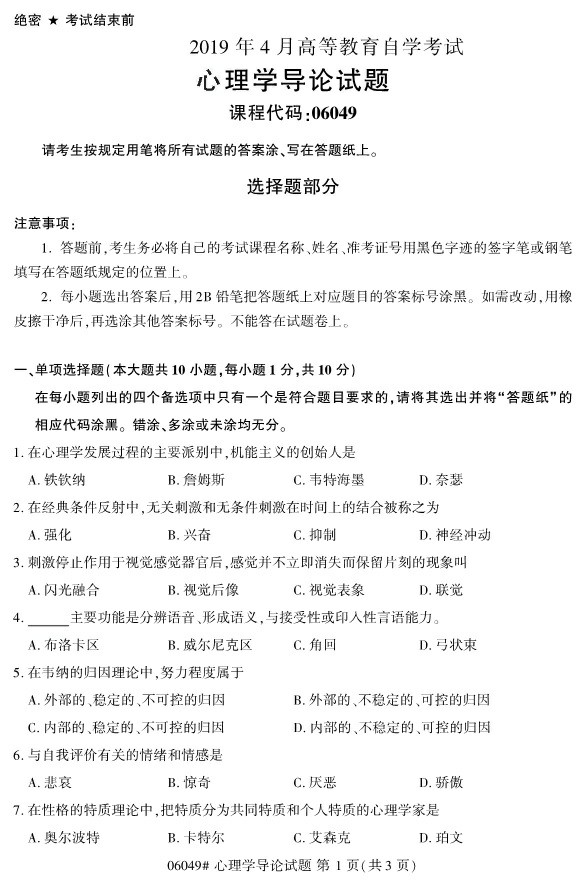 绝密 ★ 考试结束前
2019 年 4 月高等教育自学考试
心理学导论试题
课程代码:06049
请考生按规定用笔将所有试题的答案涂、写在答题纸上。
选择题部分
注意事项:
1. 答题前,考生务必将自己的考试课程名称、姓名、准考证号用黑色字迹的签字笔或钢笔
填写在答题纸规定的位置上。
2. 每小题选出答案后,用 2B 铅笔把答题纸上对应题目的答案标号涂黑。如需改动,用橡
皮擦干净后,再选涂其他答案标号。不能答在试题卷上。
一、单项选择题(本大题共 10 小题,每小题 1 分,共 10 分)
在每小题列出的四个备选项中只有一个是符合题目要求的,请将其选出并将“答题纸”的
相应代码涂黑。错涂、多涂或未涂均无分。
1. 在心理学发展过程的主要派别中,机能主义的创始人是
A. 铁钦纳 B. 詹姆斯 C. 韦特海墨 D. 奈瑟
2. 在经典条件反射中,无关刺激和无条件刺激在时间上的结合被称之为
A. 强化 B. 兴奋 C. 抑制 D. 神经冲动
3. 刺激停止作用于视觉感觉器官后,感觉并不立即消失而保留片刻的现象叫
A. 闪光融合 B. 视觉后像 C. 视觉表象 D. 联觉
4. ______主要功能是分辨语音、形成语义,与接受性或印入性言语能力。
A. 布洛卡区 B. 威尔尼克区 C. 角回 D. 弓状束
5. 在韦纳的归因理论中,努力程度属于
A. 外部的、稳定的、不可控的归因 B. 外部的、不稳定的、可控的归因
C. 内部的、稳定的、不可控的归因 D. 内部的、不稳定的、可控的归因
6. 与自我评价有关的情绪和情感是
A. 悲哀 B. 惊奇 C. 厌恶 D. 骄傲
7. 在性格的特质理论中,把特质分为共同特质和个人特质的心理学家是
A. 奥尔波特 B. 卡特尔 C. 艾森克 D. 珀文
06049# 心理学导论试题 第 1 页(共 3 页)